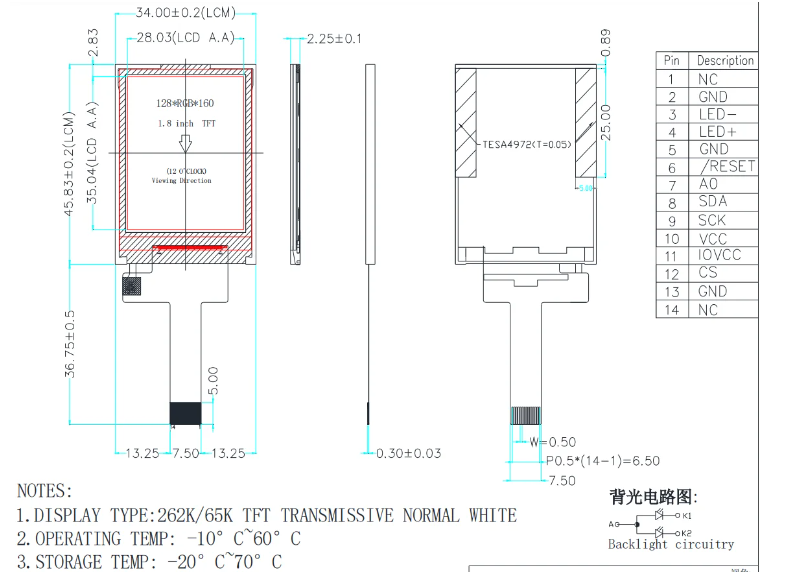 34.00±0.2(LCM)
28.03(LCD A.A)
2.83
2.25±0.1
0.89
45.83±0.2(LCM)
35.04(LCD A.A)
128*RGB*160
1.8 inch TFT
(12 O'CLOCK)
Viewing Direction
TESA4972(T=0.05)
25.00
5.00
36.75±0.5
5.00
13.25 7.50 13.25
0.30±0.03
W=0.50
P0.5*(14-1)=6.50
7.50
Pin Description
1 NC
2 GND
3 LED-
4 LED+
5 GND
6 /RESET
7 A0
8 SDA
9 SCK
10 VCC
11 IOVCC
12 CS
13 GND
14 NC
NOTES:
1.DISPLAY TYPE:262K/65K TFT TRANSMISSIVE NORMAL WHITE
2.OPERATING TEMP: -10° C~60° C
3.STORAGE TEMP: -20° C~70° C
背光电路图:
A
K1
K2
Backlight circuitry